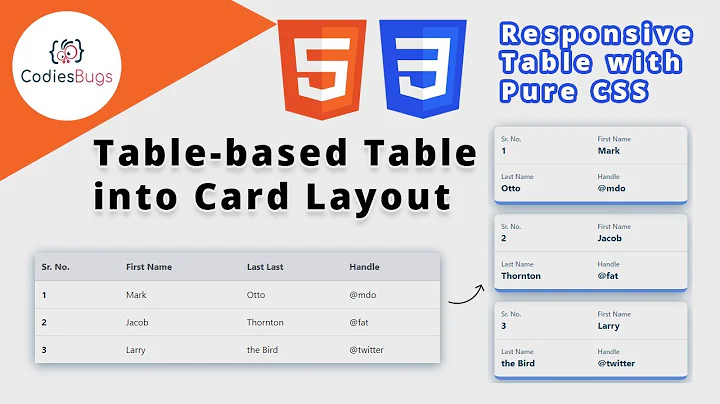 CodiesBugs
5
3
Responsive
Table with
Pure CSS
Table-based Table
into Card Layout
Sr. No. First Name Last Last Handle
1 Mark Otto @mdo
2 Jacob Thornton @fat
3 Larry the Bird @twitter
Sr. No. First Name
1 Mark
Last Name Handle
Otto @mdo
Sr. No. First Name
2 Jacob
Last Name Handle
Thornton @fat
Sr. No. First Name
3 Larry
Last Name Handle
the Bird @twitter